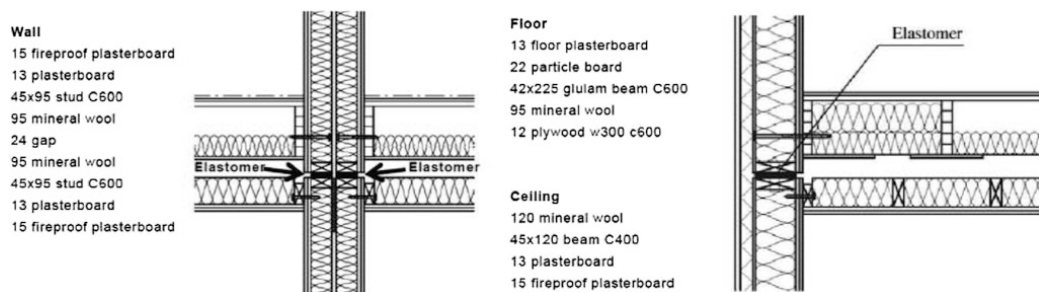 Wall
15 fireproof plasterboard
13 plasterboard
45x95 stud C600
95 mineral wool
24 gap
95 mineral wool
45x95 stud C600
13 plasterboard
15 fireproof plasterboard
Elastomer
Elastomer
Floor
13 floor plasterboard
22 particle board
42x225 glulam beam C600
95 mineral wool
12 plywood w300 c600
Ceiling
120 mineral wool
45x120 beam C400
13 plasterboard
15 fireproof plasterboard
Elastomer